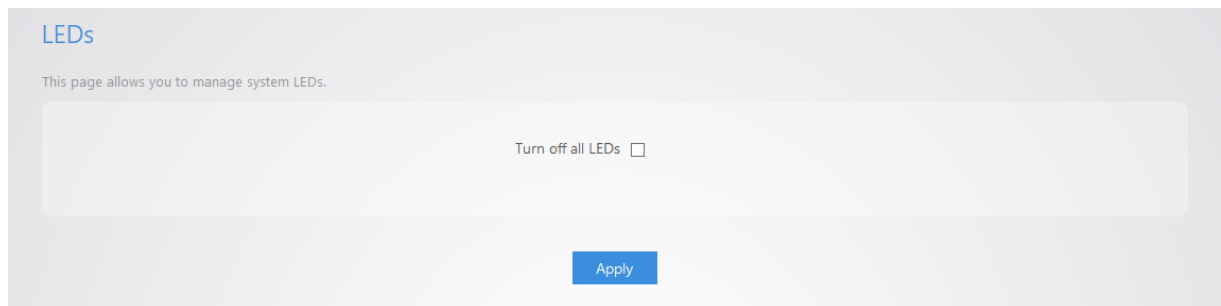 LEDs
This page allows you to manage system LEDs.
Turn off all LEDs
Apply